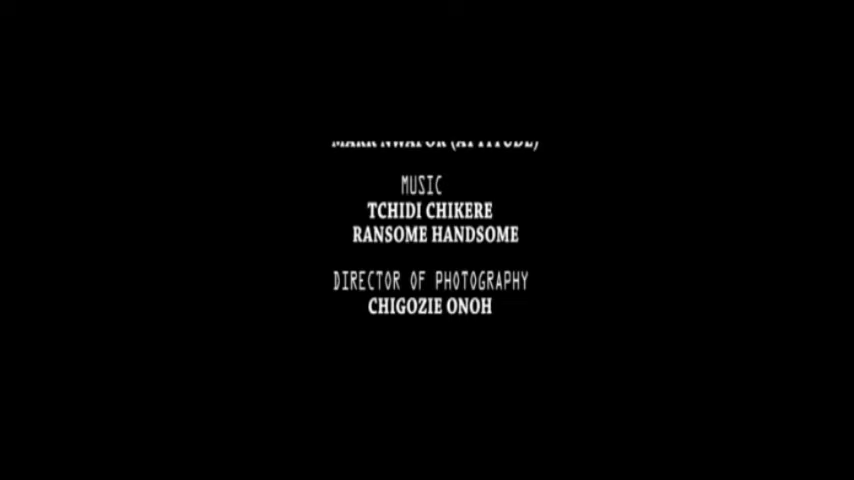 MUSIC
TCHIDI CHIKERE
RANSOME HANDSOME
DIRECTOR OF PHOTOGRAPHY
CHIGOZIE ONOH